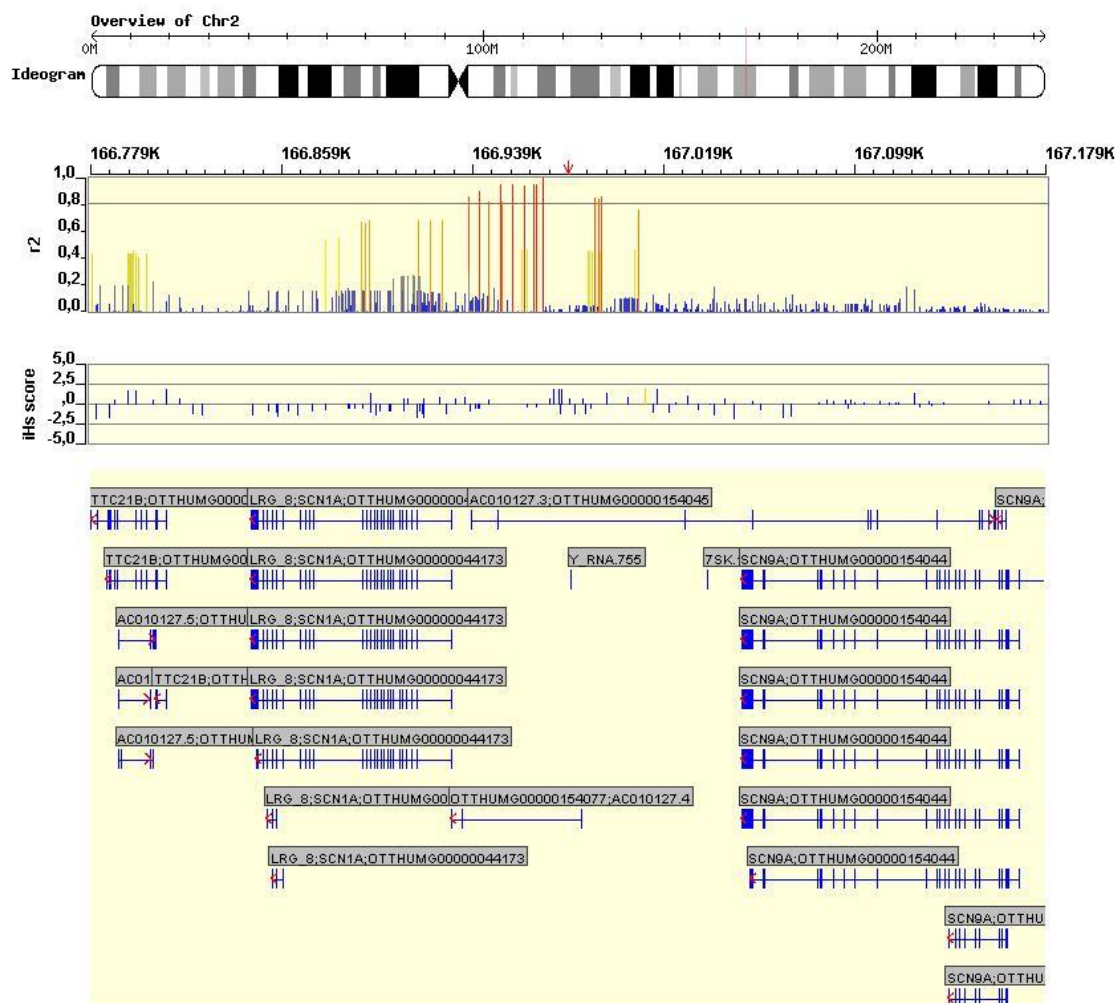 Overview of Chr2
0M 100M 200M
Ideogram
166.779K 166.859K 166.939K 167.019K 167.099K 167.179K
1,0
0,8
0,6
r2
0,4
0,2
0,0
5,0
2,5
,0
iHs score
-2,5
-5,0
TTC21B;OTTHUMG0000 LRG_8;SCN1A;OTTHUMG00000004 AC010127.3;OTTHUMG00000154045 SCN9A;
TTC21B;OTTHUMG00 LRG_8;SCN1A;OTTHUMG00000044173 Y_RNA.755 7SK. SCN9A;OTTHUMG00000154044
AC010127.5;OTTHU LRG_8;SCN1A;OTTHUMG00000044173 SCN9A;OTTHUMG00000154044
AC01 TTC21B;OTTH LRG_8;SCN1A;OTTHUMG00000044173 SCN9A;OTTHUMG00000154044
AC010127.5;OTTHUM LRG_8;SCN1A;OTTHUMG00000044173 SCN9A;OTTHUMG00000154044
LRG_8;SCN1A;OTTHUMG00 OTTHUMG00000154077;AC010127.4 SCN9A;OTTHUMG00000154044
LRG_8;SCN1A;OTTHUMG00000044173 SCN9A;OTTHUMG00000154044
SCN9A;OTTHU
SCN9A;OTTHU